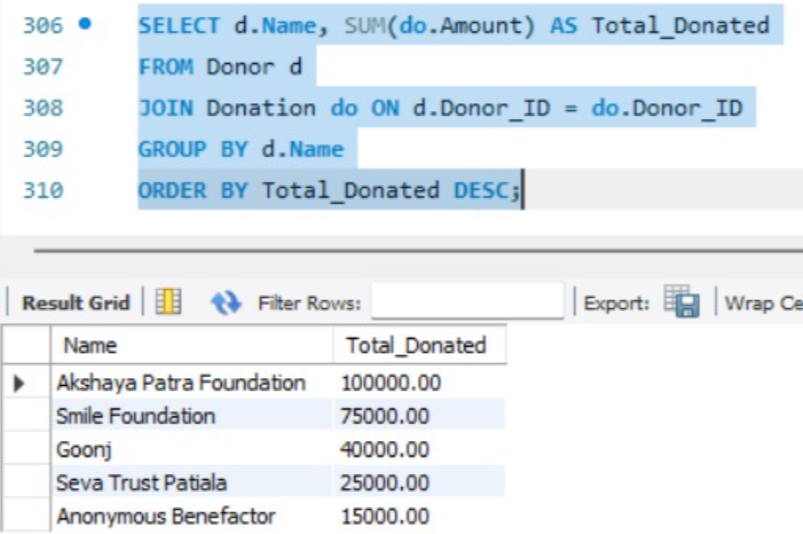 306 SELECT d.Name, SUM(do.Amount) AS Total_Donated
307 FROM Donor d
308 JOIN Donation do ON d.Donor_ID = do.Donor_ID
309 GROUP BY d.Name
310 ORDER BY Total_Donated DESC;
Result Grid Filter Rows: Export: Wrap Ce
Name Total_Donated
Akshaya Patra Foundation 100000.00
Smile Foundation 75000.00
Goonj 40000.00
Seva Trust Patiala 25000.00
Anonymous Benefactor 15000.00